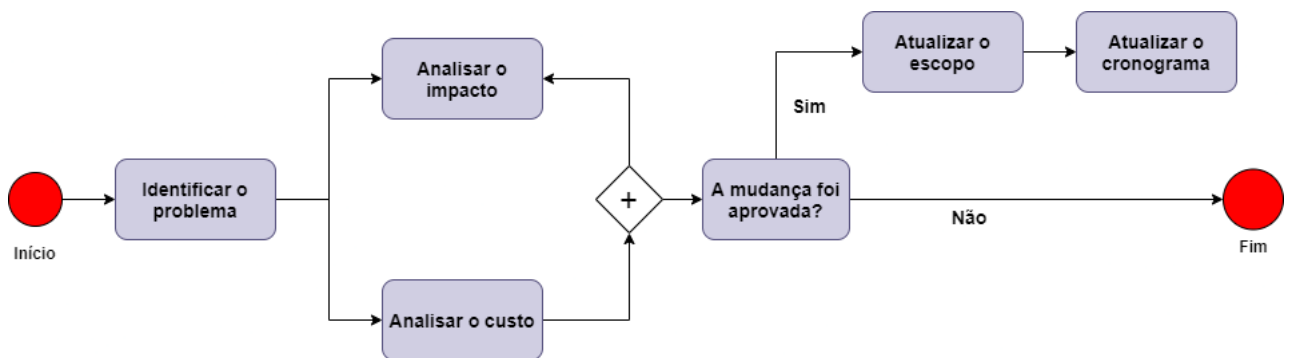 Início
Identificar o
problema
Analisar o
impacto
Analisar o custo
+
A mudança foi
aprovada?
Sim
Atualizar o
escopo
Atualizar o
cronograma
Não
Fim